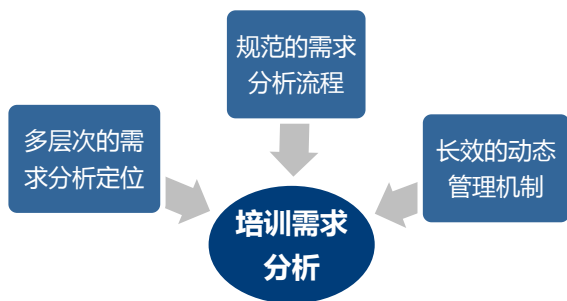 规范的需求
分析流程
多层次的需
求分析定位
长效的动态
管理机制
培训需求
分析